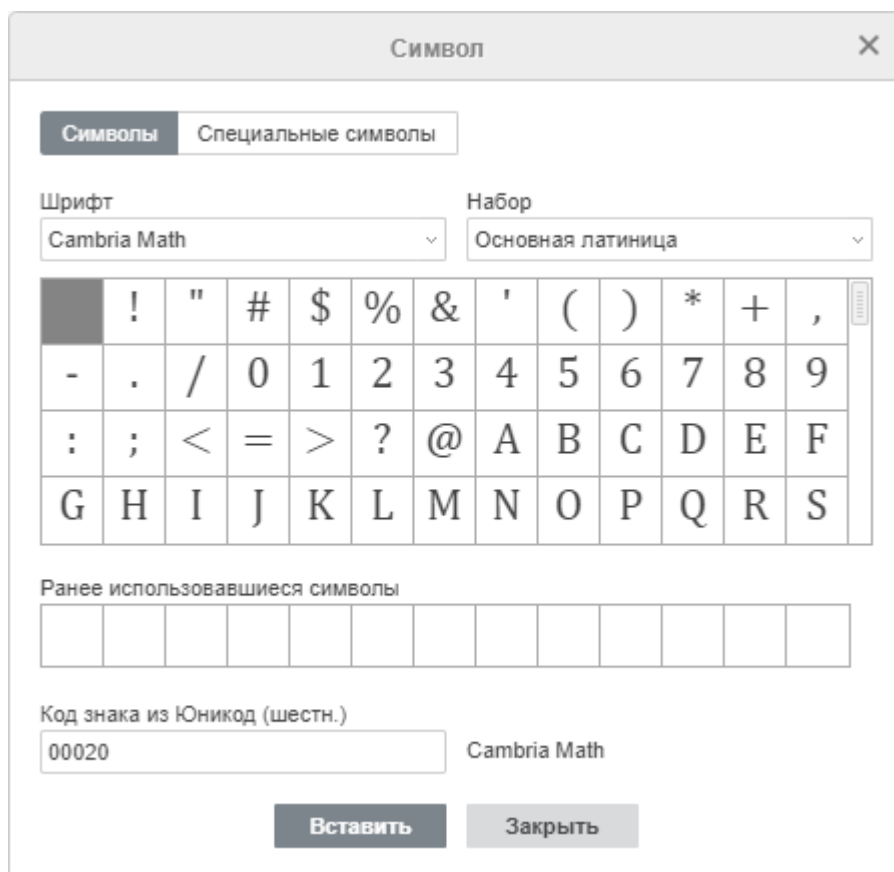 Символ
Символы Специальные символы
Шрифт Набор
Cambria Math Основная латиница
! " # $ % & ' ( ) * + ,
- . / 0 1 2 3 4 5 6 7 8 9
: ; < = > ? @ A B C D E F
G H I J K L M N O P Q R S
Ранее использовавшиеся символы
Код знака из Юникод (шестн.)
00020 Cambria Math
Вставить Закрыть